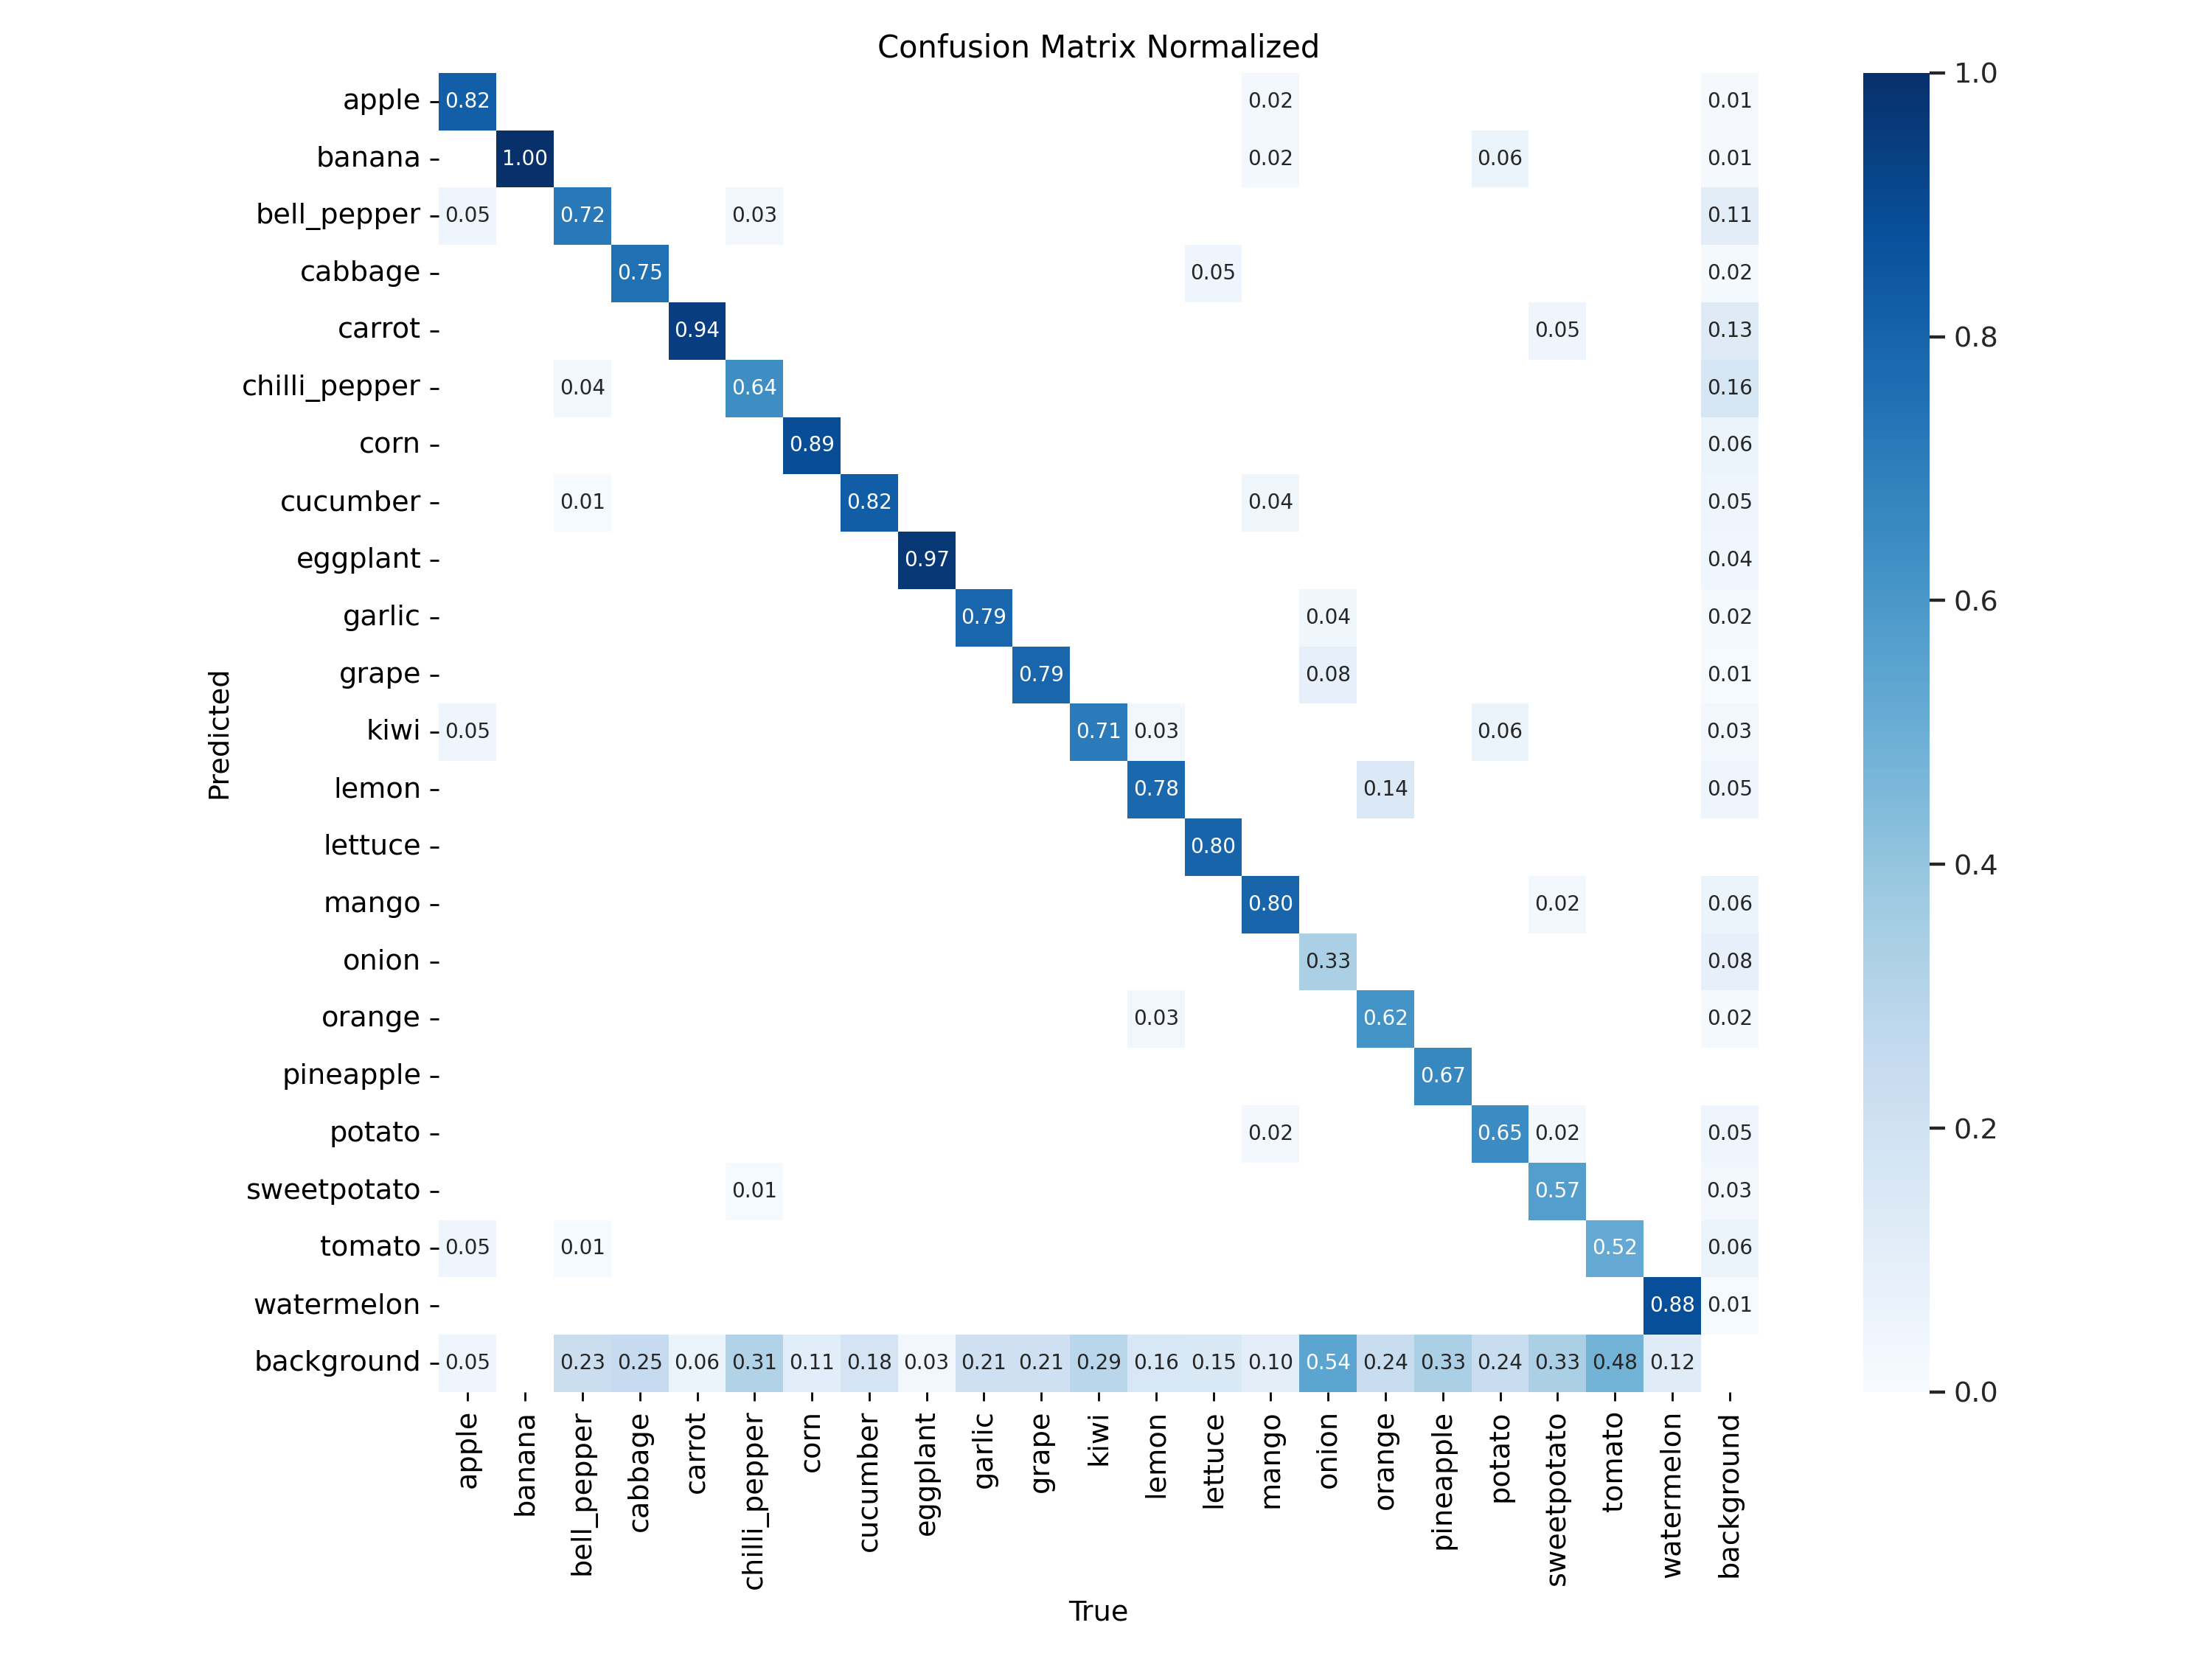 Confusion Matrix Normalized
apple 0.82 0.02 0.01
banana 1.00 0.02 0.06 0.01
bell_pepper 0.05 0.72 0.03 0.11
cabbage 0.75 0.05 0.02
carrot 0.94 0.05 0.13
chilli_pepper 0.04 0.64 0.16
corn 0.89 0.06
cucumber 0.01 0.82 0.04 0.05
eggplant 0.97 0.04
garlic 0.79 0.04 0.02
grape 0.79 0.08 0.01
kiwi 0.05 0.71 0.03 0.06 0.03
lemon 0.78 0.14 0.05
lettuce 0.80
mango 0.80 0.02 0.06
onion 0.33 0.08
orange 0.03 0.62 0.02
pineapple 0.67
potato 0.02 0.65 0.02 0.05
sweetpotato 0.01 0.57 0.03
tomato 0.05 0.01 0.52 0.06
watermelon 0.88 0.01
background 0.05 0.23 0.25 0.06 0.31 0.11 0.18 0.03 0.21 0.21 0.29 0.16 0.15 0.10 0.54 0.24 0.33 0.24 0.33 0.48 0.12
apple banana bell_pepper cabbage carrot chilli_pepper corn cucumber eggplant garlic grape kiwi lemon lettuce mango onion orange pineapple potato sweetpotato tomato watermelon background
True
Predicted
1.0
0.8
0.6
0.4
0.2
0.0